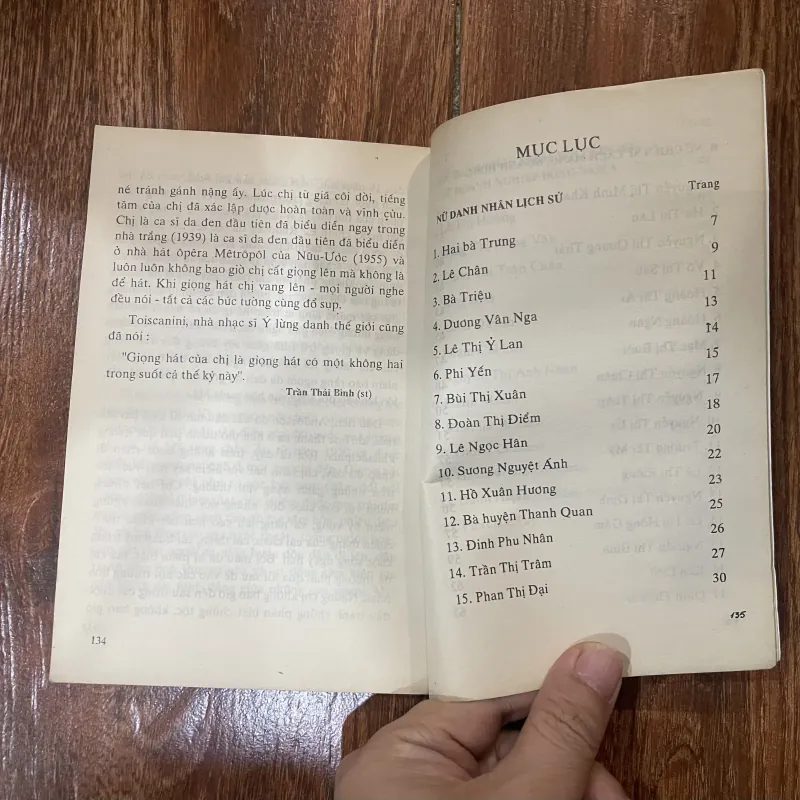 né tránh gánh nặng ấy. Lúc chị từ giã cõi đời, tiếng
tăm của chị đã xác lập được hoàn toàn và vĩnh cửu.
Chị là ca sĩ da đen đầu tiên đã biểu diễn ngay trong
nhà trắng (1939) là ca sĩ da đen đầu tiên đã biểu diễn
ở nhà hát ôpêra Mêtrôpôl của Nữu-Ước (1955) và
luôn luôn không bao giờ chị cất giọng lên mà không là
để hát. Khi giọng hát chị vang lên - mọi người nghe
đều nói - tất cả các bức tường cùng đổ sụp.
Toiscanini, nhà nhạc sĩ Ý lừng danh thế giới cũng
đã nói :
"Giọng hát của chị là giọng hát có một không hai
trong suốt cả thế kỷ này".
Trần Thái Bình (st)
134
MỤC LỤC
NỮ DANH NHÂN LỊCH SỬ Trang
1. Hai bà Trưng 7
2. Lê Chân 9
3. Bà Triệu 11
4. Dương Vân Nga 13
5. Lê Thị Ỷ Lan 14
6. Phi Yến 15
7. Bùi Thị Xuân 17
8. Đoàn Thị Điểm 18
9. Lê Ngọc Hân 20
10. Sương Nguyệt Ánh 22
11. Hồ Xuân Hương 23
12. Bà huyện Thanh Quan 25
13. Đinh Phu Nhân 26
14. Trần Thị Trâm 27
15. Phan Thị Đại 30
135